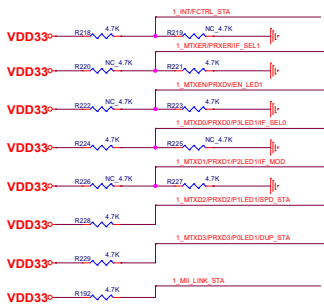 1_INT/FCTRL_STA
R218 4.7K R219 NC_4.7K
VDD33
1_MTXER/PRXER/IF_SEL1
R220 NC_4.7K R221 4.7K
VDD33
1_MTXEN/PRXDV/EN_LED1
R222 NC_4.7K R223 4.7K
VDD33
1_MTXD0/PRXD0/P3LED1/IF_SEL0
R224 4.7K R225 NC_4.7K
VDD33
1_MTXD1/PRXD1/P2LED1/IF_MOD
R226 NC_4.7K R227 4.7K
VDD33
1_MTXD2/PRXD2/P1LED1/SPD_STA
R228 4.7K
VDD33
1_MTXD3/PRXD3/P0LED1/DUP_STA
R229 4.7K
VDD33
1_MII_LINK_STA
R192 4.7K
VDD33